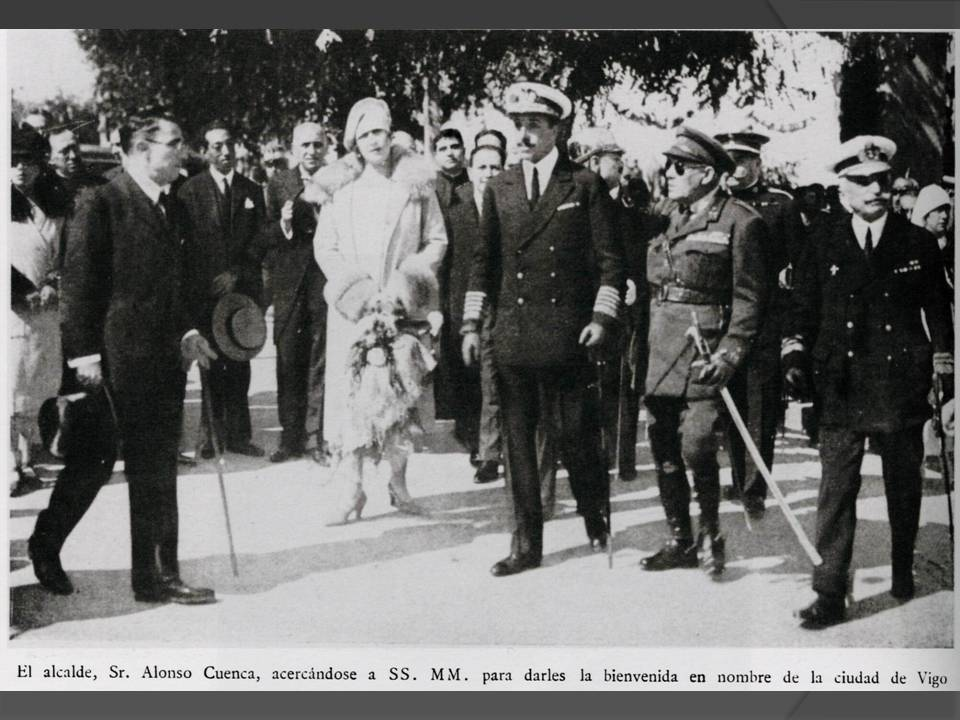 El alcalde, Sr. Alonso Cuenca, acercándose a SS. MM. para darles la bienvenida en nombre de la ciudad de Vigo